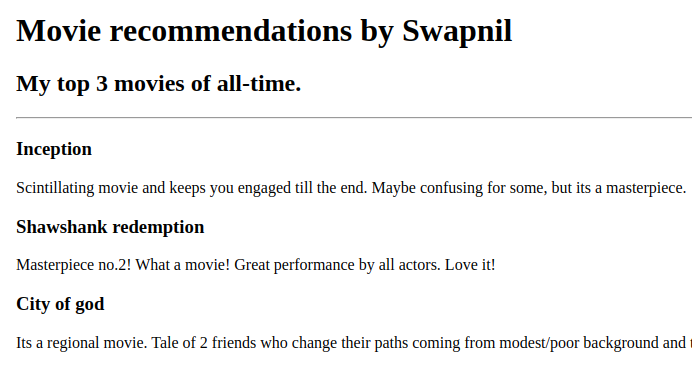 Movie recommendations by Swapnil
My top 3 movies of all-time.
Inception
Scintillating movie and keeps you engaged till the end. Maybe confusing for some, but its a masterpiece.
Shawshank redemption
Masterpiece no.2! What a movie! Great performance by all actors. Love it!
City of god
Its a regional movie. Tale of 2 friends who change their paths coming from modest/poor background and